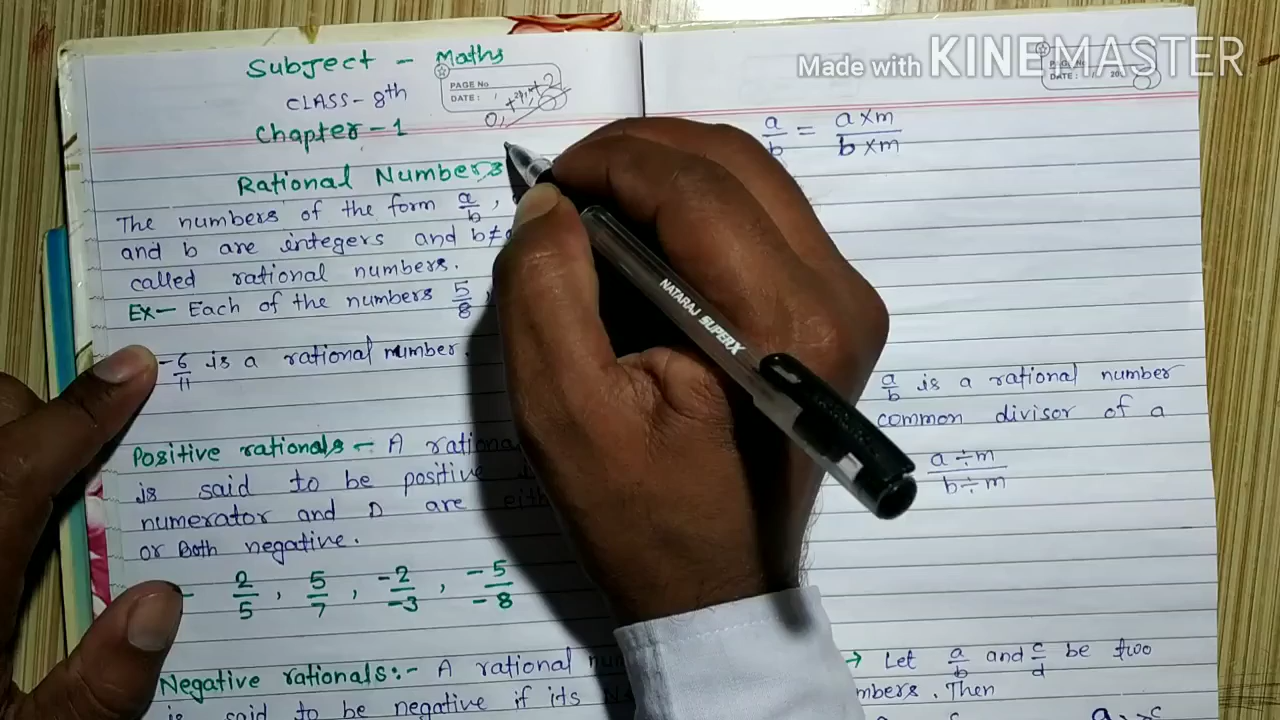 Made with KINEMASTER
Subject - Maths
CLASS - 8th
PAGE No
DATE :
Chapter - 1
Rational Numbers
The numbers of the form a/b ,
and b are integers and b≠
called rational numbers.
Ex- Each of the numbers 5/8
-6/11 is a rational number.
Positive rationals :- A rational
is said to be positive
numerator and D are
or Both negative.
2/5 , 5/7 , -2/-3 , -5/-8
Negative rationals:- A rational
is said to be negative if its
DATE :
a/b = a×m/b×m
a/b is a rational number
common divisor of a
a÷m/b÷m
→ Let a/b and c/d be two
mbers. Then
NATARAJ SUPERX